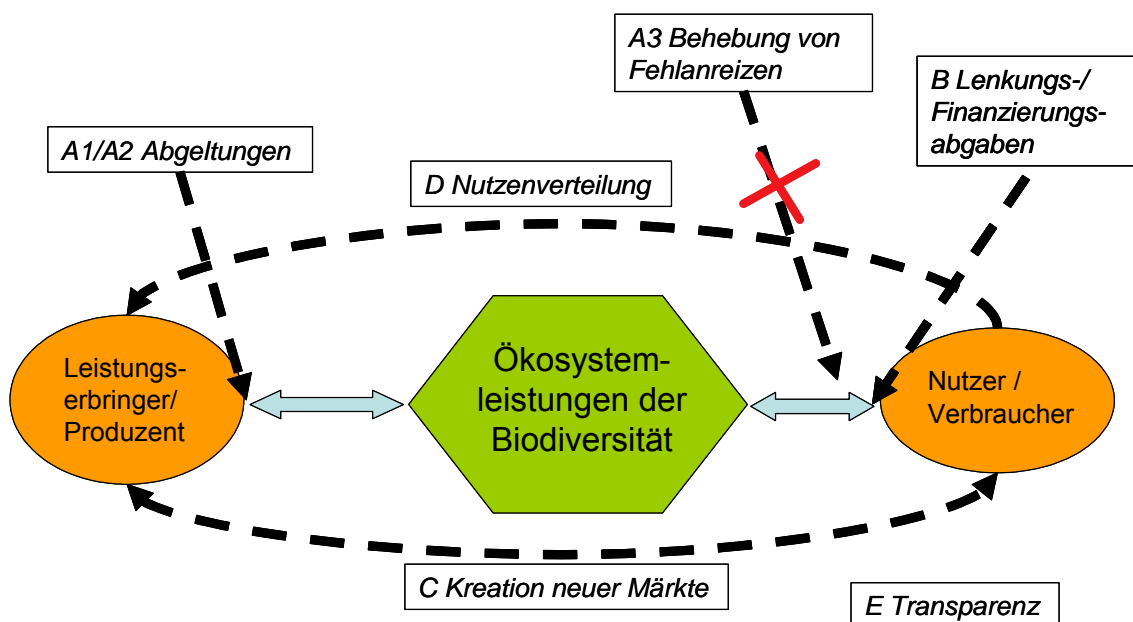 A3 Behebung von
Fehlanreizen
B Lenkungs-/
Finanzierungs-
abgaben
A1/A2 Abgeltungen
D Nutzenverteilung
Leistungs-
erbringer/
Produzent
Ökosystem-
leistungen der
Biodiversität
Nutzer /
Verbraucher
C Kreation neuer Märkte
E Transparenz